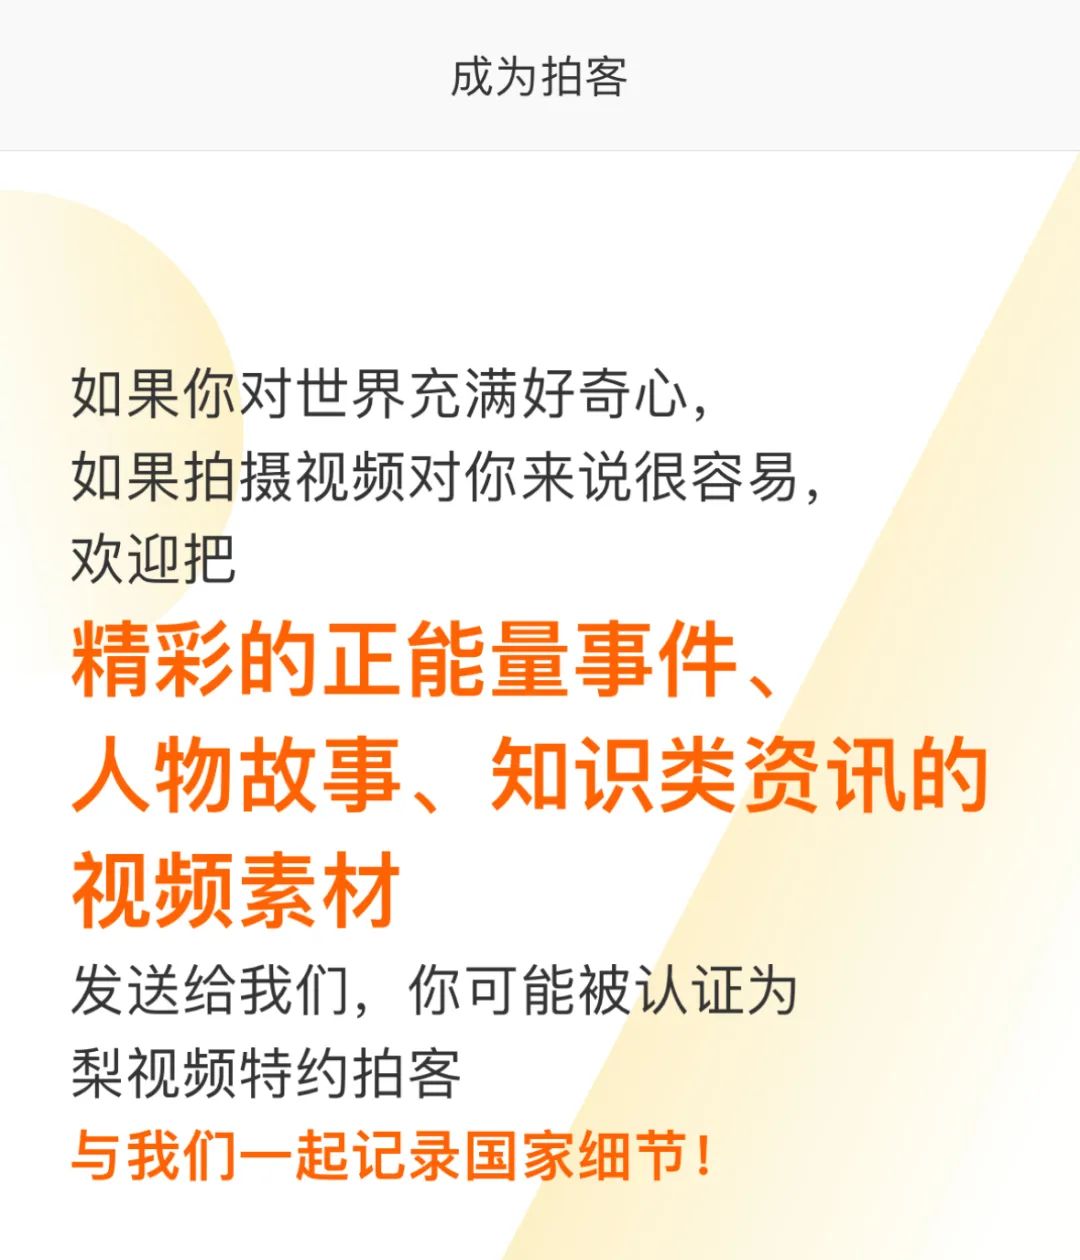 成为拍客
如果你对世界充满好奇心，
如果拍摄视频对你来说很容易，
欢迎把
精彩的正能量事件、
人物故事、知识类资讯的
视频素材
发送给我们，你可能被认证为
梨视频特约拍客
与我们一起记录国家细节！